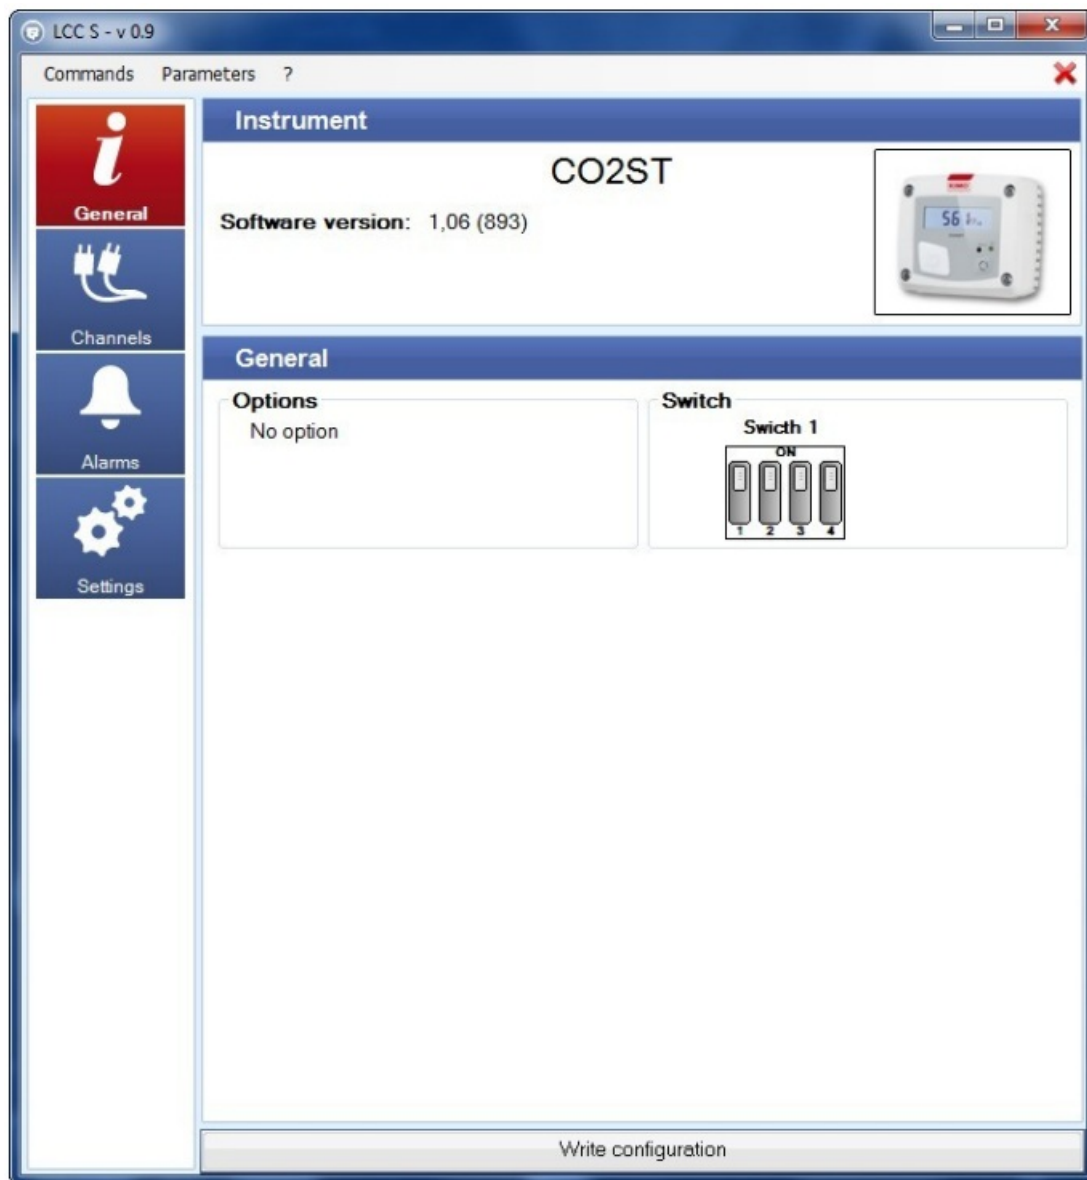 LCC S - v 0.9
Commands Parameters ?
General
Channels
Alarms
Settings
Instrument
CO2ST
Software version: 1,06 (893)
56
General
Options
No option
Switch
Swicth 1
ON
1 2 3 4
Write configuration